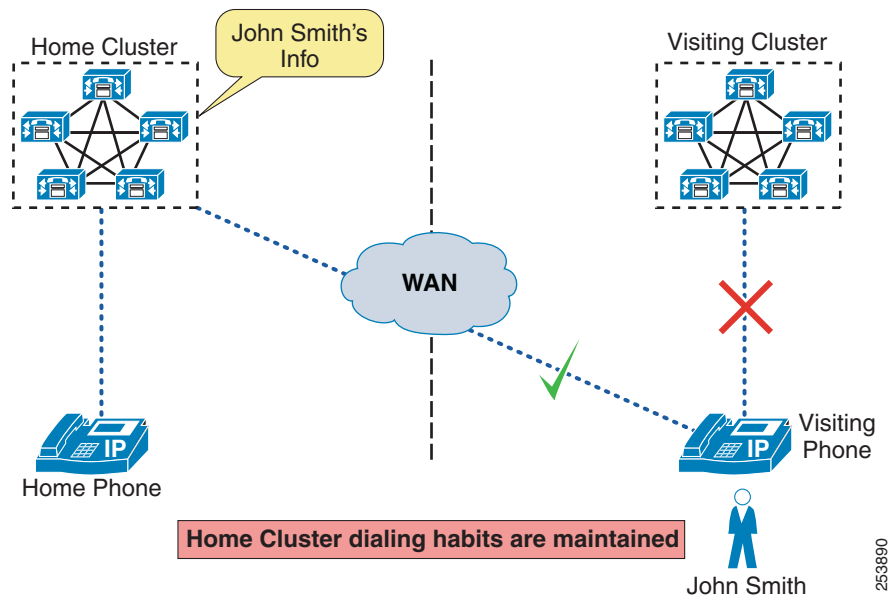 Home Cluster
John Smith's
Info
Visiting Cluster
WAN
IP
Home Phone
IP
Visiting
Phone
Home Cluster dialing habits are maintained
John Smith
253890